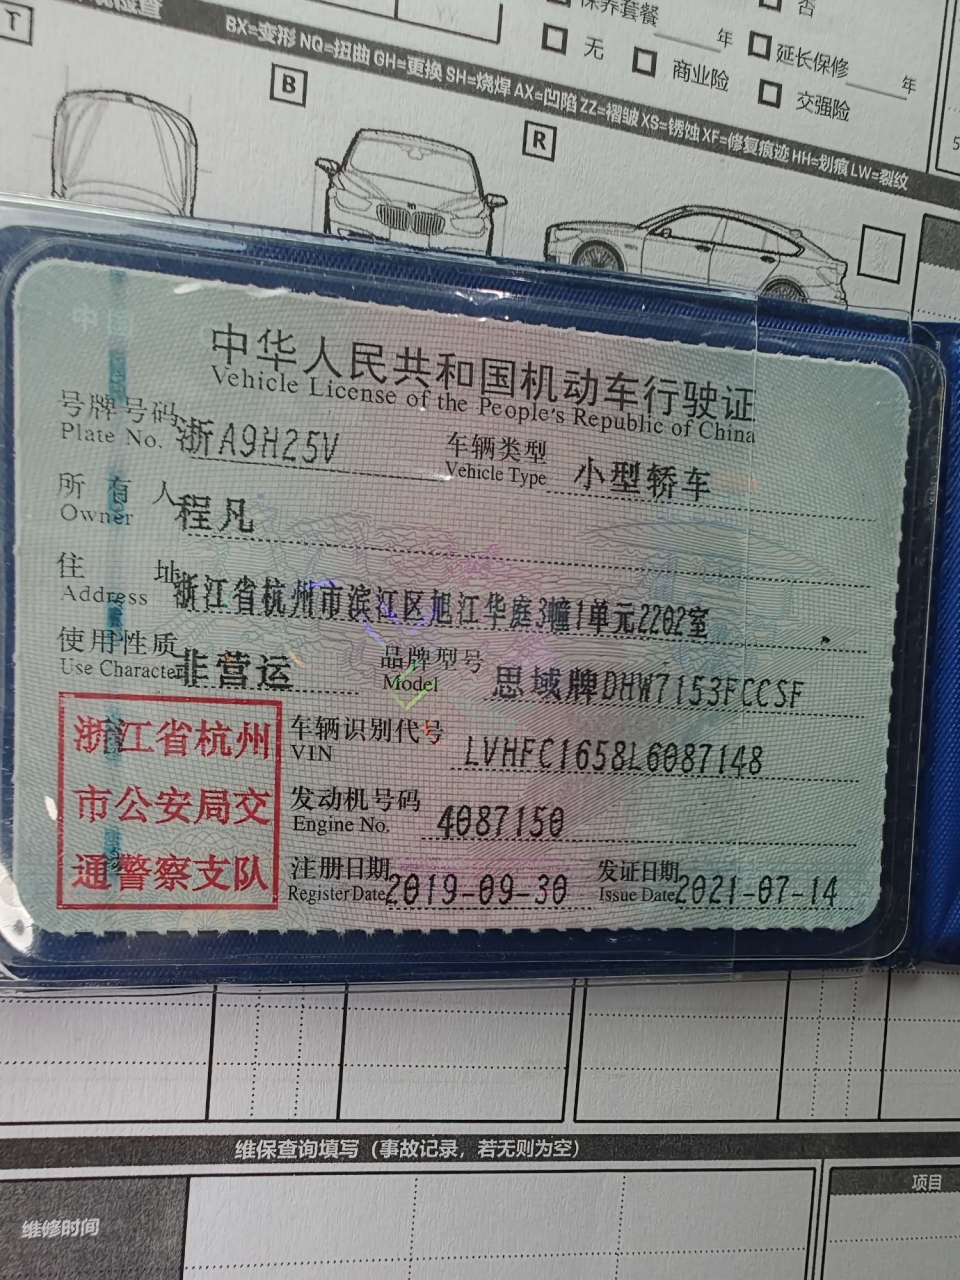 T
保养套餐 年
否
BX=变形 NQ=扭曲 GH=更换 SH=烧焊 AX=凹陷 ZZ=褶皱 XS=锈蚀 XF=修复痕迹 HH=划痕 LW=裂纹
无
商业险
延长保修 年
交强险
B
R
中华人民共和国机动车行驶证
Vehicle License of the People's Republic of China
号牌号码 浙A9H25V 车辆类型 小型轿车
Plate No. Vehicle Type
所有人 程凡
Owner
住址 浙江省杭州市滨江区旭江华庭3幢1单元2202室
Address
使用性质 非营运 品牌型号 思域牌DHW7153FCCSF
Use Character Model
浙江省杭州
市公安局交
通警察支队
车辆识别代号 LVHFC1658L6087148
VIN
发动机号码 4087150
Engine No.
注册日期 2019-09-30 发证日期 2021-07-14
Register Date Issue Date
维保查询填写（事故记录，若无则为空）
项目
维修时间